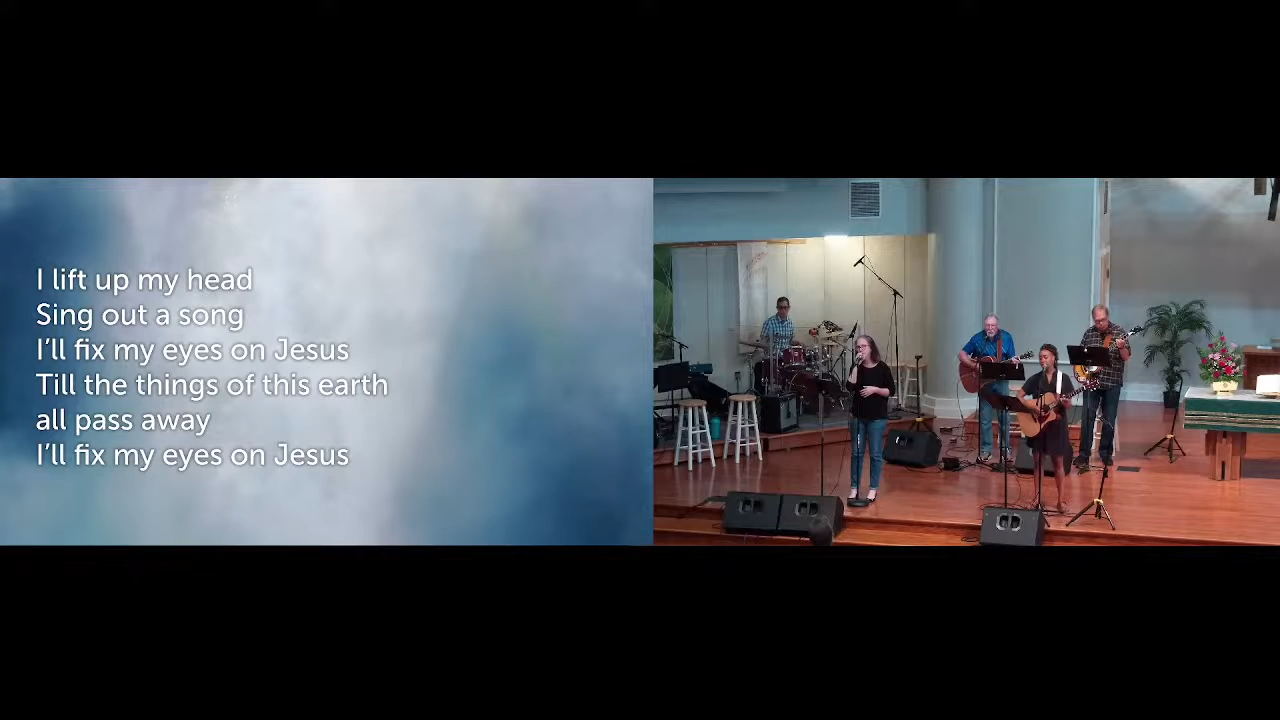 I lift up my head
Sing out a song
I’ll fix my eyes on Jesus
Till the things of this earth
all pass away
I’ll fix my eyes on Jesus